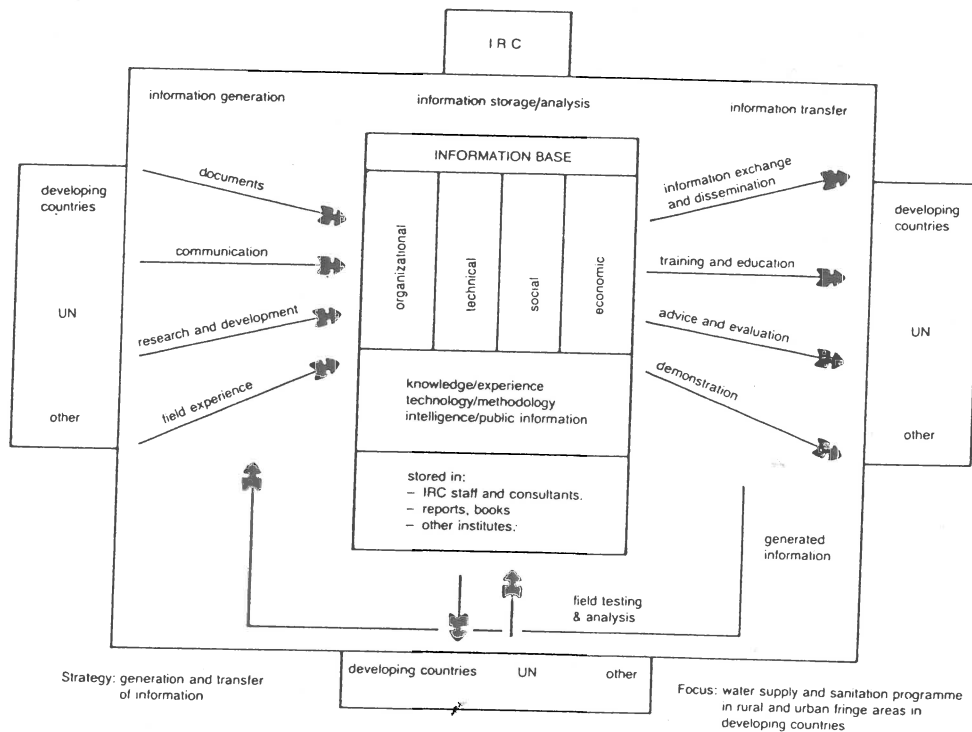 IRC
information generation
information storage/analysis
information transfer
developing
countries
UN
other
documents
communication
research and development
field experience
INFORMATION BASE
organizational
technical
social
economic
knowledge/experience
technology/methodology
intelligence/public information
stored in:
– IRC staff and consultants.
– reports, books
– other institutes.
information exchange
and dissemination
training and education
advice and evaluation
demonstration
developing
countries
UN
other
generated
information
field testing
& analysis
developing countries UN other
Strategy: generation and transfer
of information
Focus: water supply and sanitation programme
in rural and urban fringe areas in
developing countries